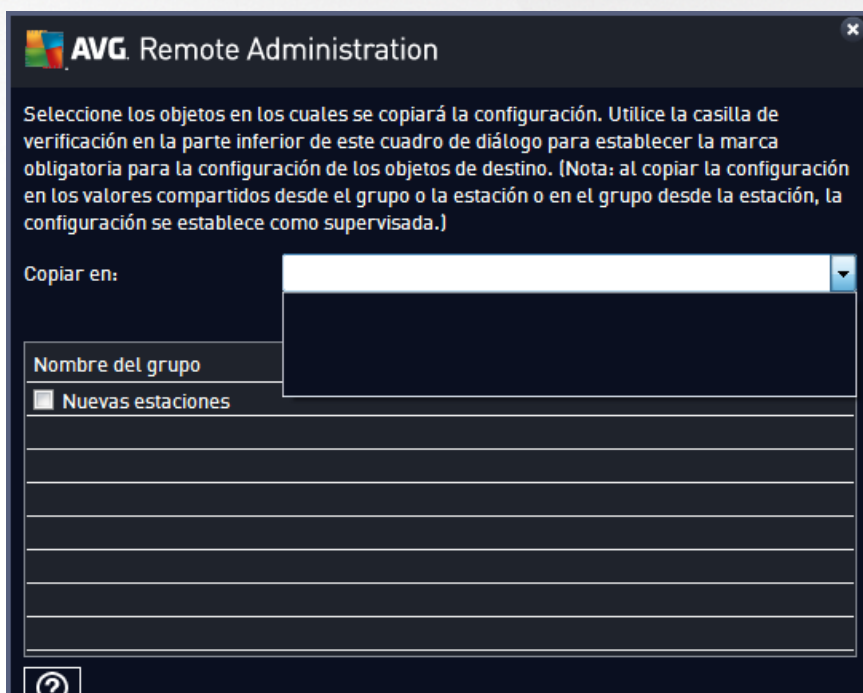 AVG. Remote Administration
Seleccione los objetos en los cuales se copiará la configuración. Utilice la casilla de
verificación en la parte inferior de este cuadro de diálogo para establecer la marca
obligatoria para la configuración de los objetos de destino. (Nota: al copiar la configuración
en los valores compartidos desde el grupo o la estación o en el grupo desde la estación, la
configuración se establece como supervisada.)
Copiar en:
Nombre del grupo
Nuevas estaciones